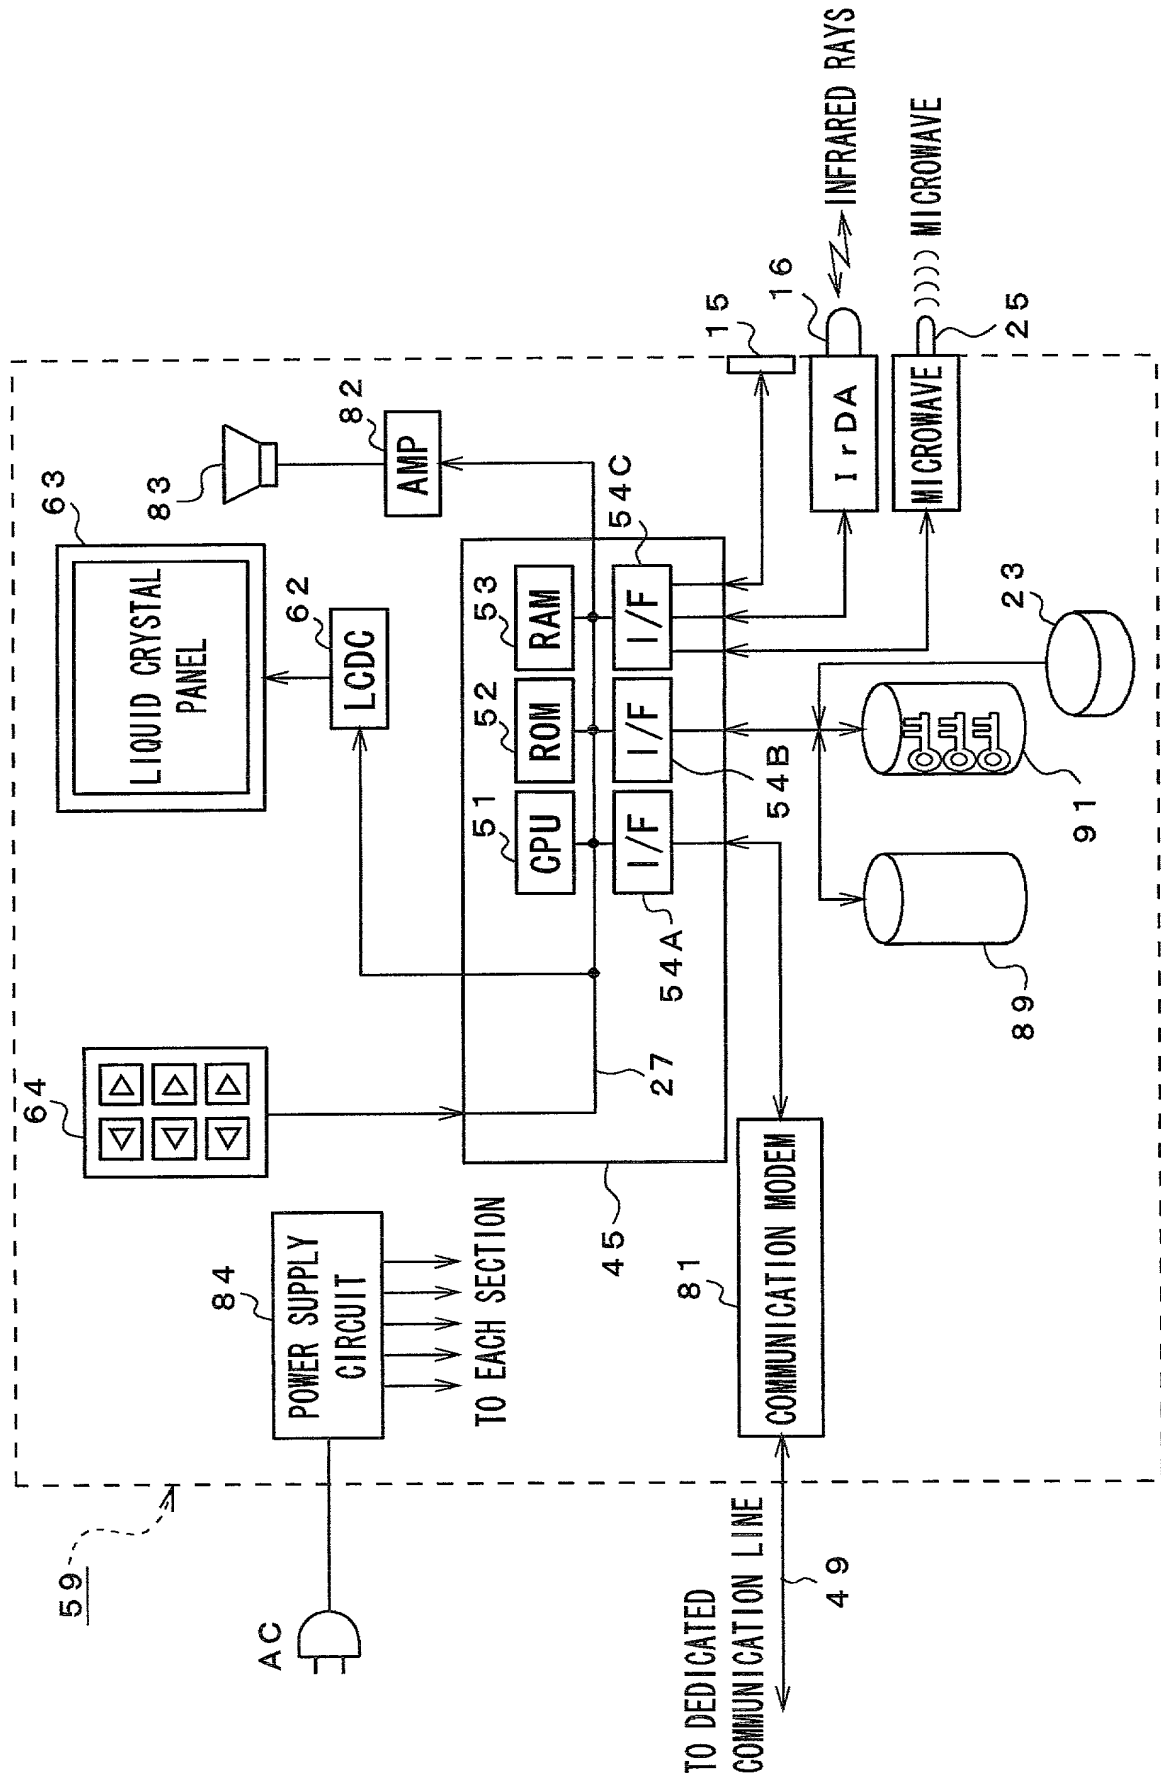 59
AC
84
POWER SUPPLY
CIRCUIT
TO EACH SECTION
64
63
LIQUID CRYSTAL
PANEL
62
LCDC
83
82
AMP
45
27
51
CPU
52
ROM
53
RAM
54A
I/F
54B
I/F
54C
I/F
81
COMMUNICATION MODEM
TO DEDICATED
COMMUNICATION LINE
49
89
91
23
15
16
IrDA
INFRARED RAYS
MICROWAVE
25
MICROWAVE